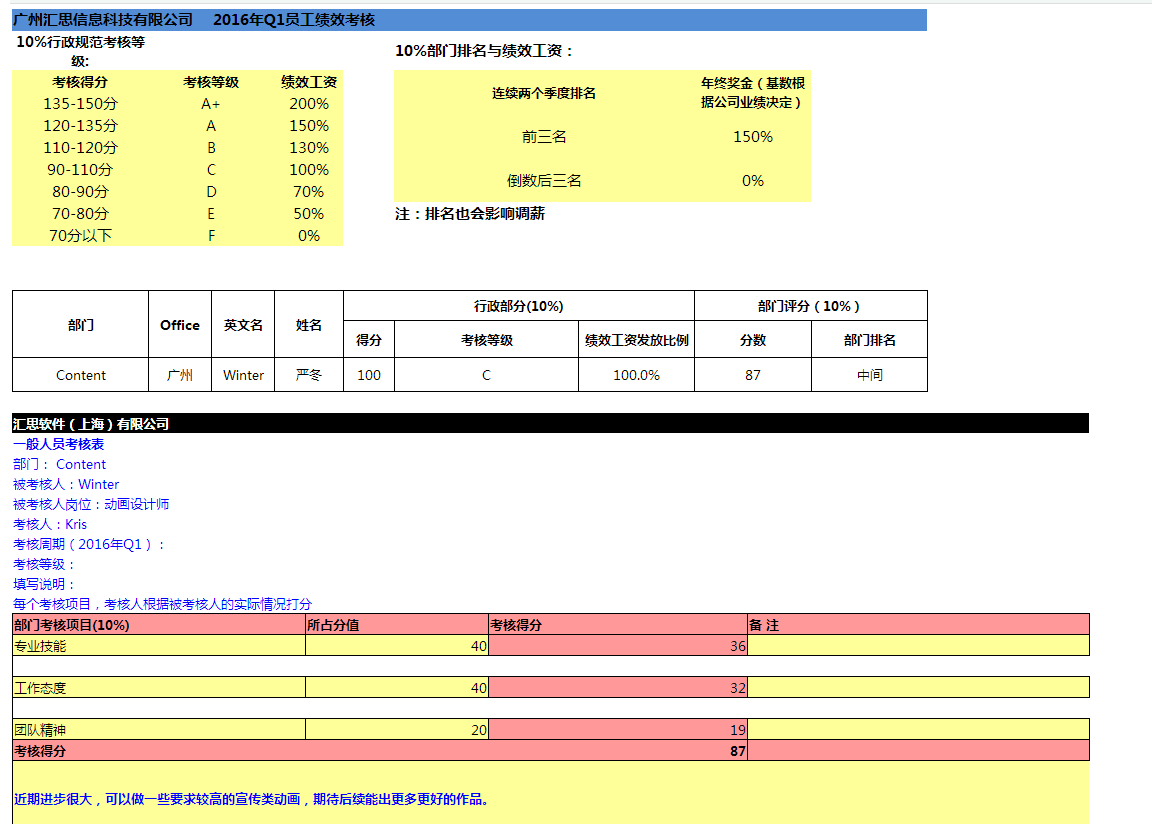 广州汇思信息科技有限公司 2016年Q1员工绩效考核
10%行政规范考核等
级:
考核得分 考核等级 绩效工资
135-150分 A+ 200%
120-135分 A 150%
110-120分 B 130%
90-110分 C 100%
80-90分 D 70%
70-80分 E 50%
70分以下 F 0%
10%部门排名与绩效工资：
连续两个季度排名 年终奖金（基数根
据公司业绩决定）
前三名 150%
倒数后三名 0%
注：排名也会影响调薪
部门 Office 英文名 姓名 行政部分(10%) 部门评分（10%）
得分 考核等级 绩效工资发放比例 分数 部门排名
Content 广州 Winter 严冬 100 C 100.0% 87 中间
汇思软件（上海）有限公司
一般人员考核表
部门： Content
被考核人：Winter
被考核人岗位：动画设计师
考核人：Kris
考核周期（2016年Q1）：
考核等级：
填写说明：
每个考核项目，考核人根据被考核人的实际情况打分
部门考核项目(10%) 所占分值 考核得分 备 注
专业技能 40 36
工作态度 40 32
团队精神 20 19
考核得分 87
近期进步很大，可以做一些要求较高的宣传类动画，期待后续能出更多更好的作品。